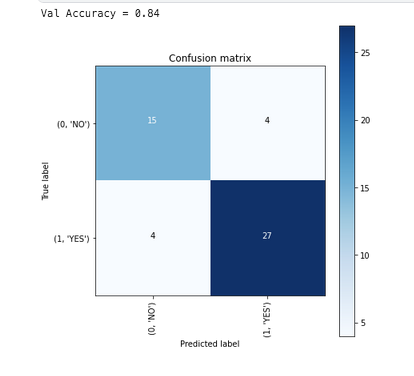 Val Accuracy = 0.84
Confusion matrix
25
(0, 'NO')
15
4
20
True label
15
(1, 'YES')
4
27
10
5
(0, 'NO')
(1, 'YES')
Predicted label